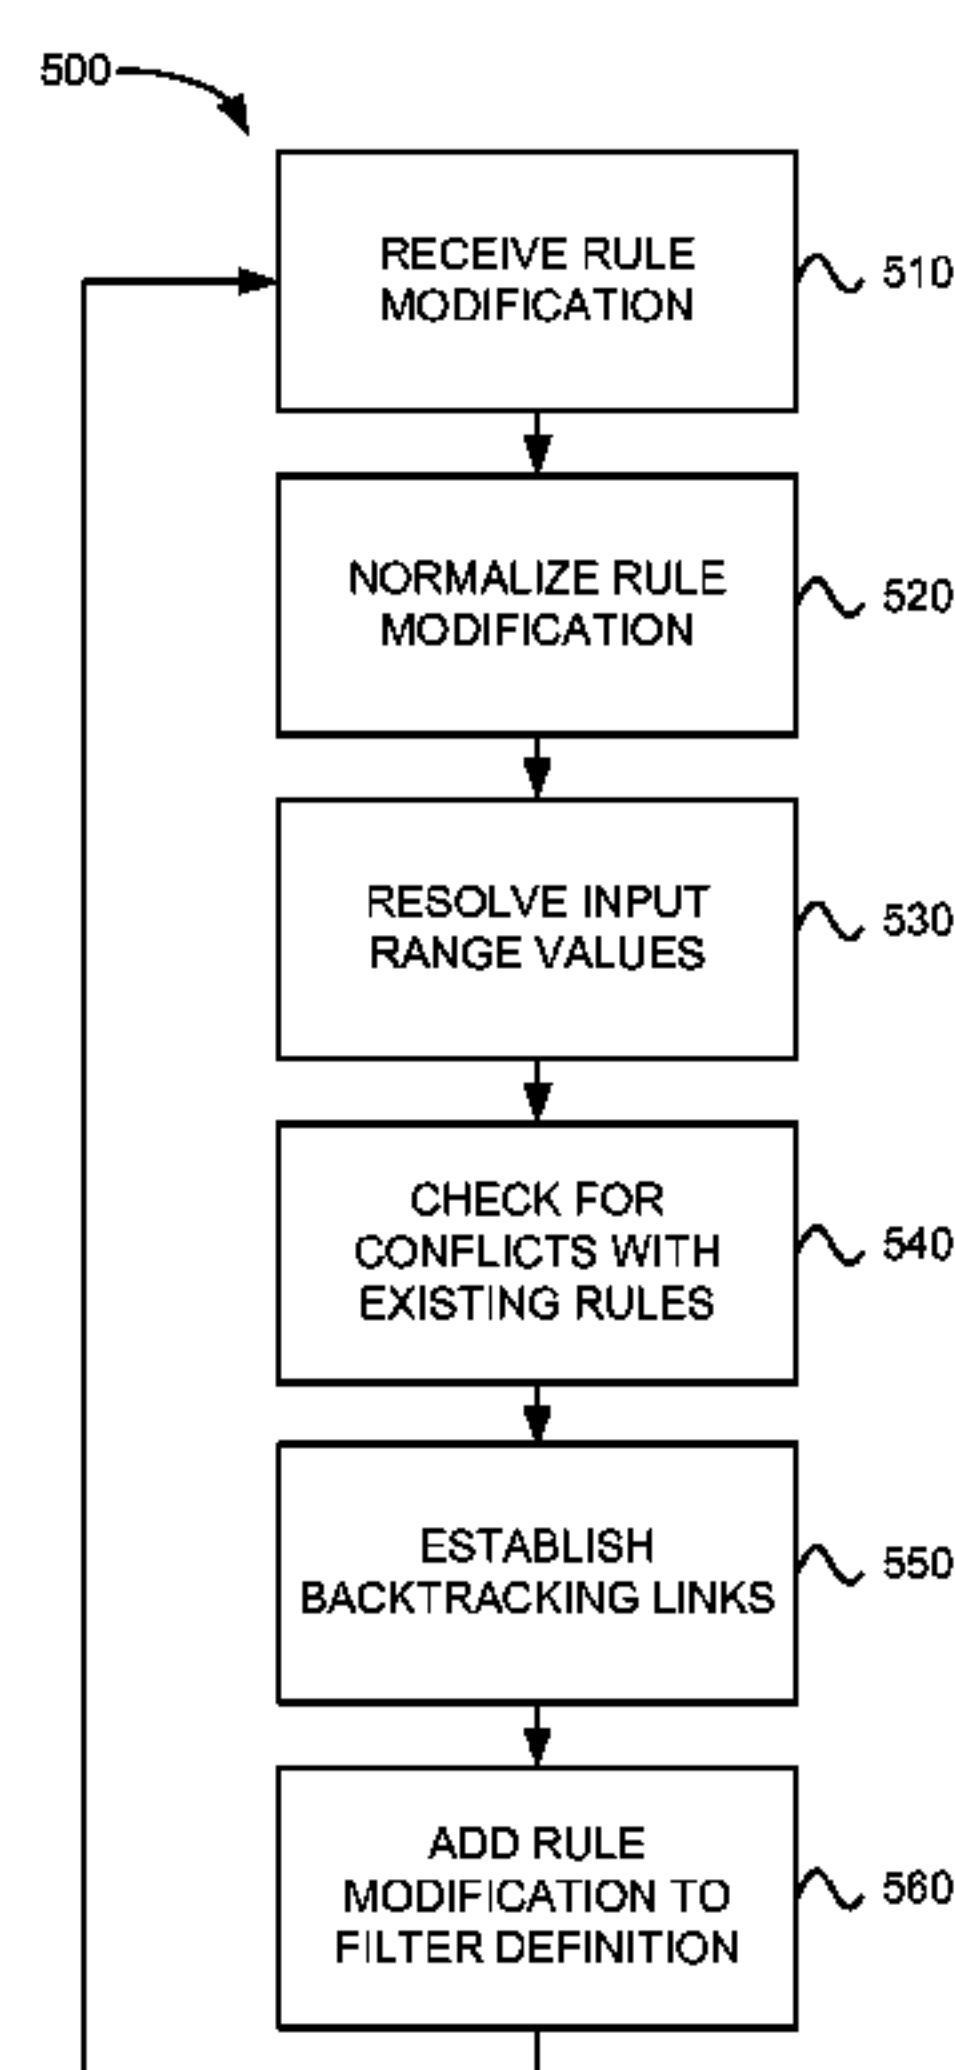 500
RECEIVE RULE
MODIFICATION
510
NORMALIZE RULE
MODIFICATION
520
RESOLVE INPUT
RANGE VALUES
530
CHECK FOR
CONFLICTS WITH
EXISTING RULES
540
ESTABLISH
BACKTRACKING LINKS
550
ADD RULE
MODIFICATION TO
FILTER DEFINITION
560